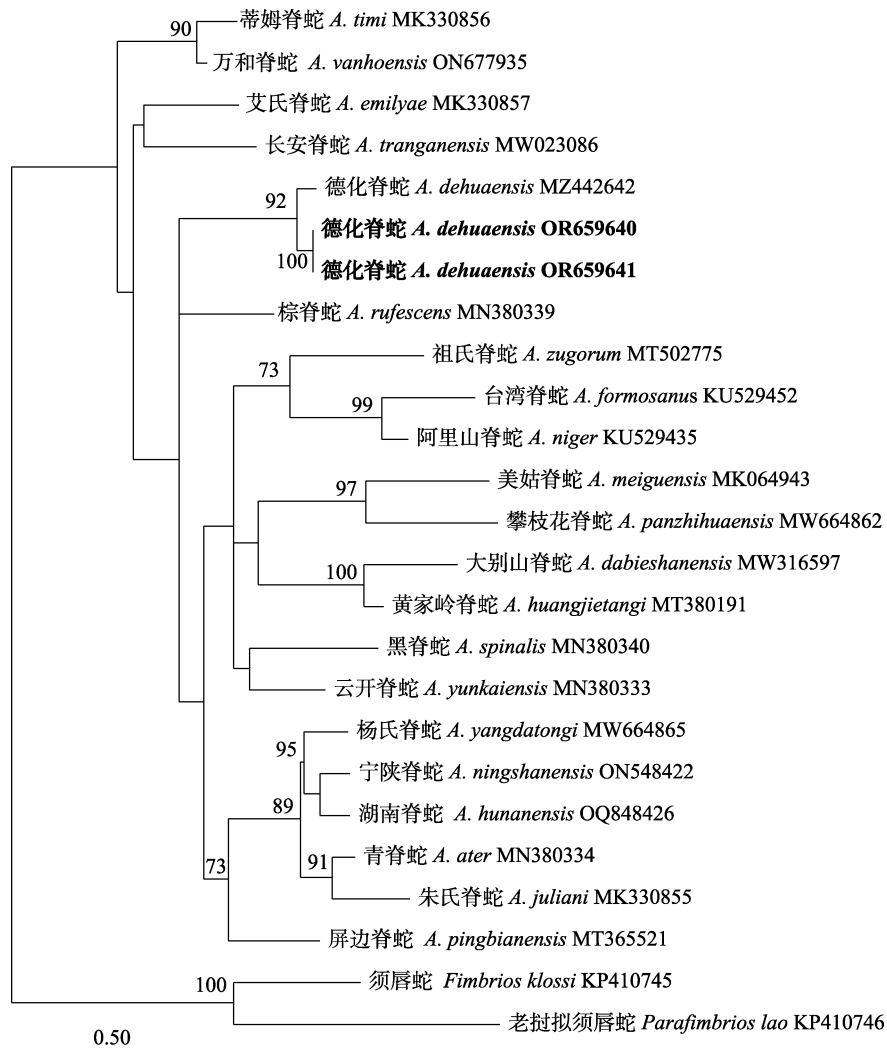 90
蒂姆脊蛇 A. timi MK330856
万和脊蛇 A. vanhoensis ON677935
艾氏脊蛇 A. emilyae MK330857
长安脊蛇 A. tranganensis MW023086
92
德化脊蛇 A. dehuaensis MZ442642
德化脊蛇 A. dehuaensis OR659640
100
德化脊蛇 A. dehuaensis OR659641
棕脊蛇 A. rufescens MN380339
73
祖氏脊蛇 A. zugorum MT502775
99
台湾脊蛇 A. formosanus KU529452
阿里山脊蛇 A. niger KU529435
97
美姑脊蛇 A. meiguensis MK064943
攀枝花脊蛇 A. panzhihuaensis MW664862
100
大别山脊蛇 A. dabieshanensis MW316597
黄家岭脊蛇 A. huangjietangi MT380191
黑脊蛇 A. spinalis MN380340
云开脊蛇 A. yunkaiensis MN380333
95
杨氏脊蛇 A. yangdatongi MW664865
宁陕脊蛇 A. ningshanensis ON548422
89
湖南脊蛇 A. hunanensis OQ848426
73
91
青脊蛇 A. ater MN380334
朱氏脊蛇 A. juliani MK330855
屏边脊蛇 A. pingbianensis MT365521
100
须唇蛇 Fimbrios klossi KP410745
老挝拟须唇蛇 Parafimbrios lao KP410746
0.50